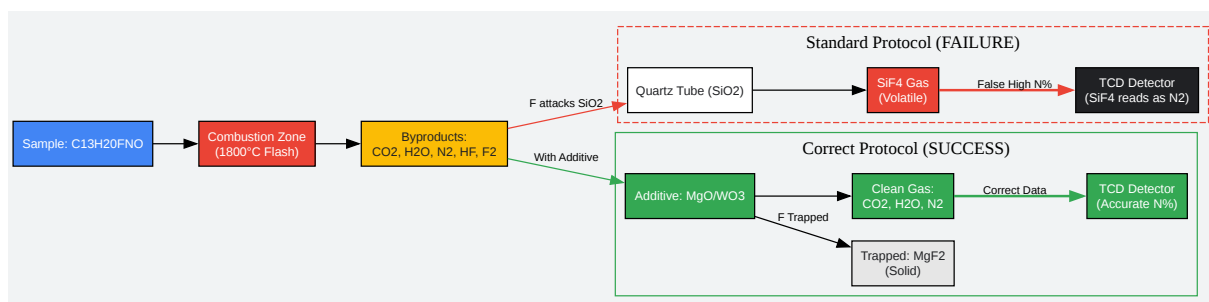 Standard Protocol (FAILURE)
Quartz Tube (SiO2)
SiF4 Gas
(Volatile)
False High N%
TCD Detector
(SiF4 reads as N2)
F attacks SiO2
Sample: C13H20FNO
Combustion Zone
(1800°C Flash)
Byproducts:
CO2, H2O, N2, HF, F2
With Additive
Correct Protocol (SUCCESS)
Additive: MgO/WO3
Clean Gas:
CO2, H2O, N2
Correct Data
TCD Detector
(Accurate N%)
F Trapped
Trapped: MgF2
(Solid)